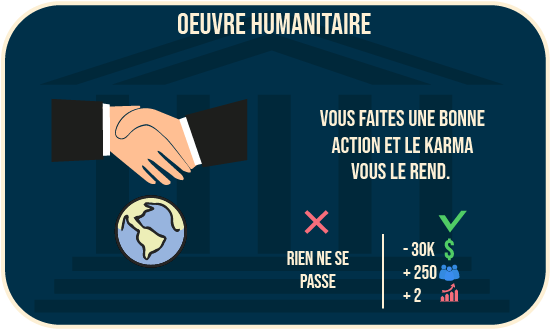 OEUVRE HUMANITAIRE
VOUS FAITES UNE BONNE
ACTION ET LE KARMA
VOUS LE REND.
RIEN NE SE
PASSE
- 30K $
+ 250
+ 2